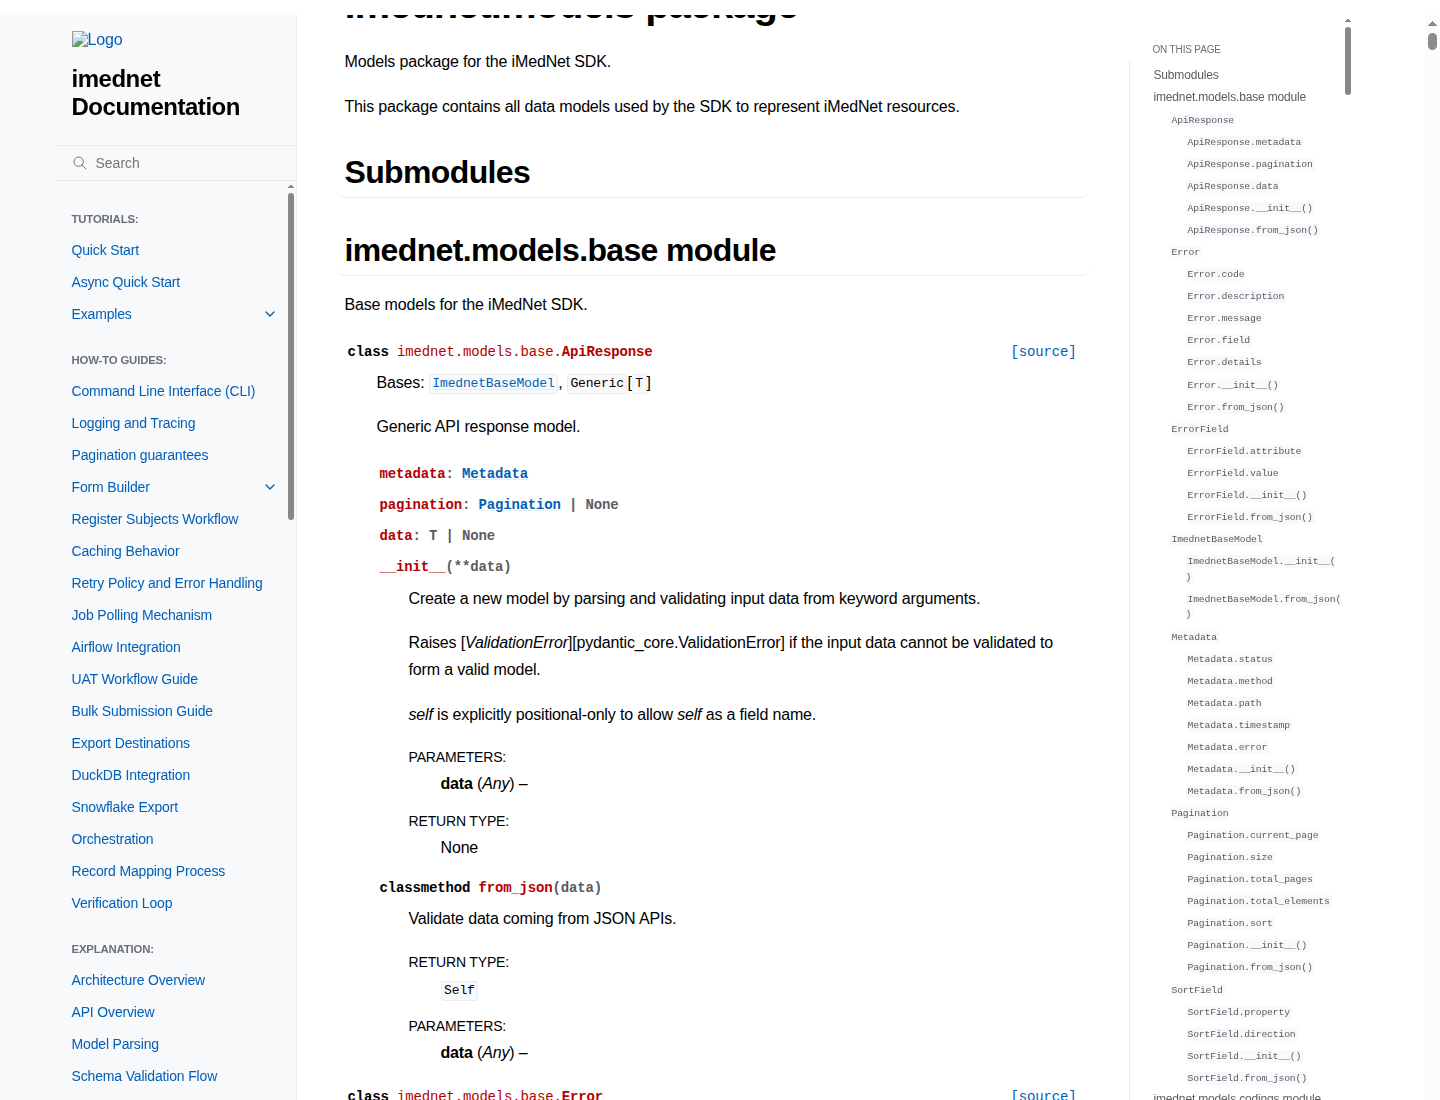 Logo
imednet
Documentation
Search
TUTORIALS:
Quick Start
Async Quick Start
Examples
HOW-TO GUIDES:
Command Line Interface (CLI)
Logging and Tracing
Pagination guarantees
Form Builder
Register Subjects Workflow
Caching Behavior
Retry Policy and Error Handling
Job Polling Mechanism
Airflow Integration
UAT Workflow Guide
Bulk Submission Guide
Export Destinations
DuckDB Integration
Snowflake Export
Orchestration
Record Mapping Process
Verification Loop
EXPLANATION:
Architecture Overview
API Overview
Model Parsing
Schema Validation Flow
imednet.models package
Models package for the iMedNet SDK.
This package contains all data models used by the SDK to represent iMedNet resources.
Submodules
imednet.models.base module
Base models for the iMedNet SDK.
class imednet.models.base.ApiResponse [source]
Bases: ImednetBaseModel, Generic[T]
Generic API response model.
metadata: Metadata
pagination: Pagination | None
data: T | None
__init__(**data)
Create a new model by parsing and validating input data from keyword arguments.
Raises [ValidationError][pydantic_core.ValidationError] if the input data cannot be validated to
form a valid model.
self is explicitly positional-only to allow self as a field name.
PARAMETERS:
data (Any) –
RETURN TYPE:
None
classmethod from_json(data)
Validate data coming from JSON APIs.
RETURN TYPE:
Self
PARAMETERS:
data (Any) –
class imednet.models.base.Error [source]
ON THIS PAGE
Submodules
imednet.models.base module
ApiResponse
ApiResponse.metadata
ApiResponse.pagination
ApiResponse.data
ApiResponse.__init__()
ApiResponse.from_json()
Error
Error.code
Error.description
Error.message
Error.field
Error.details
Error.__init__()
Error.from_json()
ErrorField
ErrorField.attribute
ErrorField.value
ErrorField.__init__()
ErrorField.from_json()
ImednetBaseModel
ImednetBaseModel.__init__(
)
ImednetBaseModel.from_json(
)
Metadata
Metadata.status
Metadata.method
Metadata.path
Metadata.timestamp
Metadata.error
Metadata.__init__()
Metadata.from_json()
Pagination
Pagination.current_page
Pagination.size
Pagination.total_pages
Pagination.total_elements
Pagination.sort
Pagination.__init__()
Pagination.from_json()
SortField
SortField.property
SortField.direction
SortField.__init__()
SortField.from_json()
imednet.models.codings module